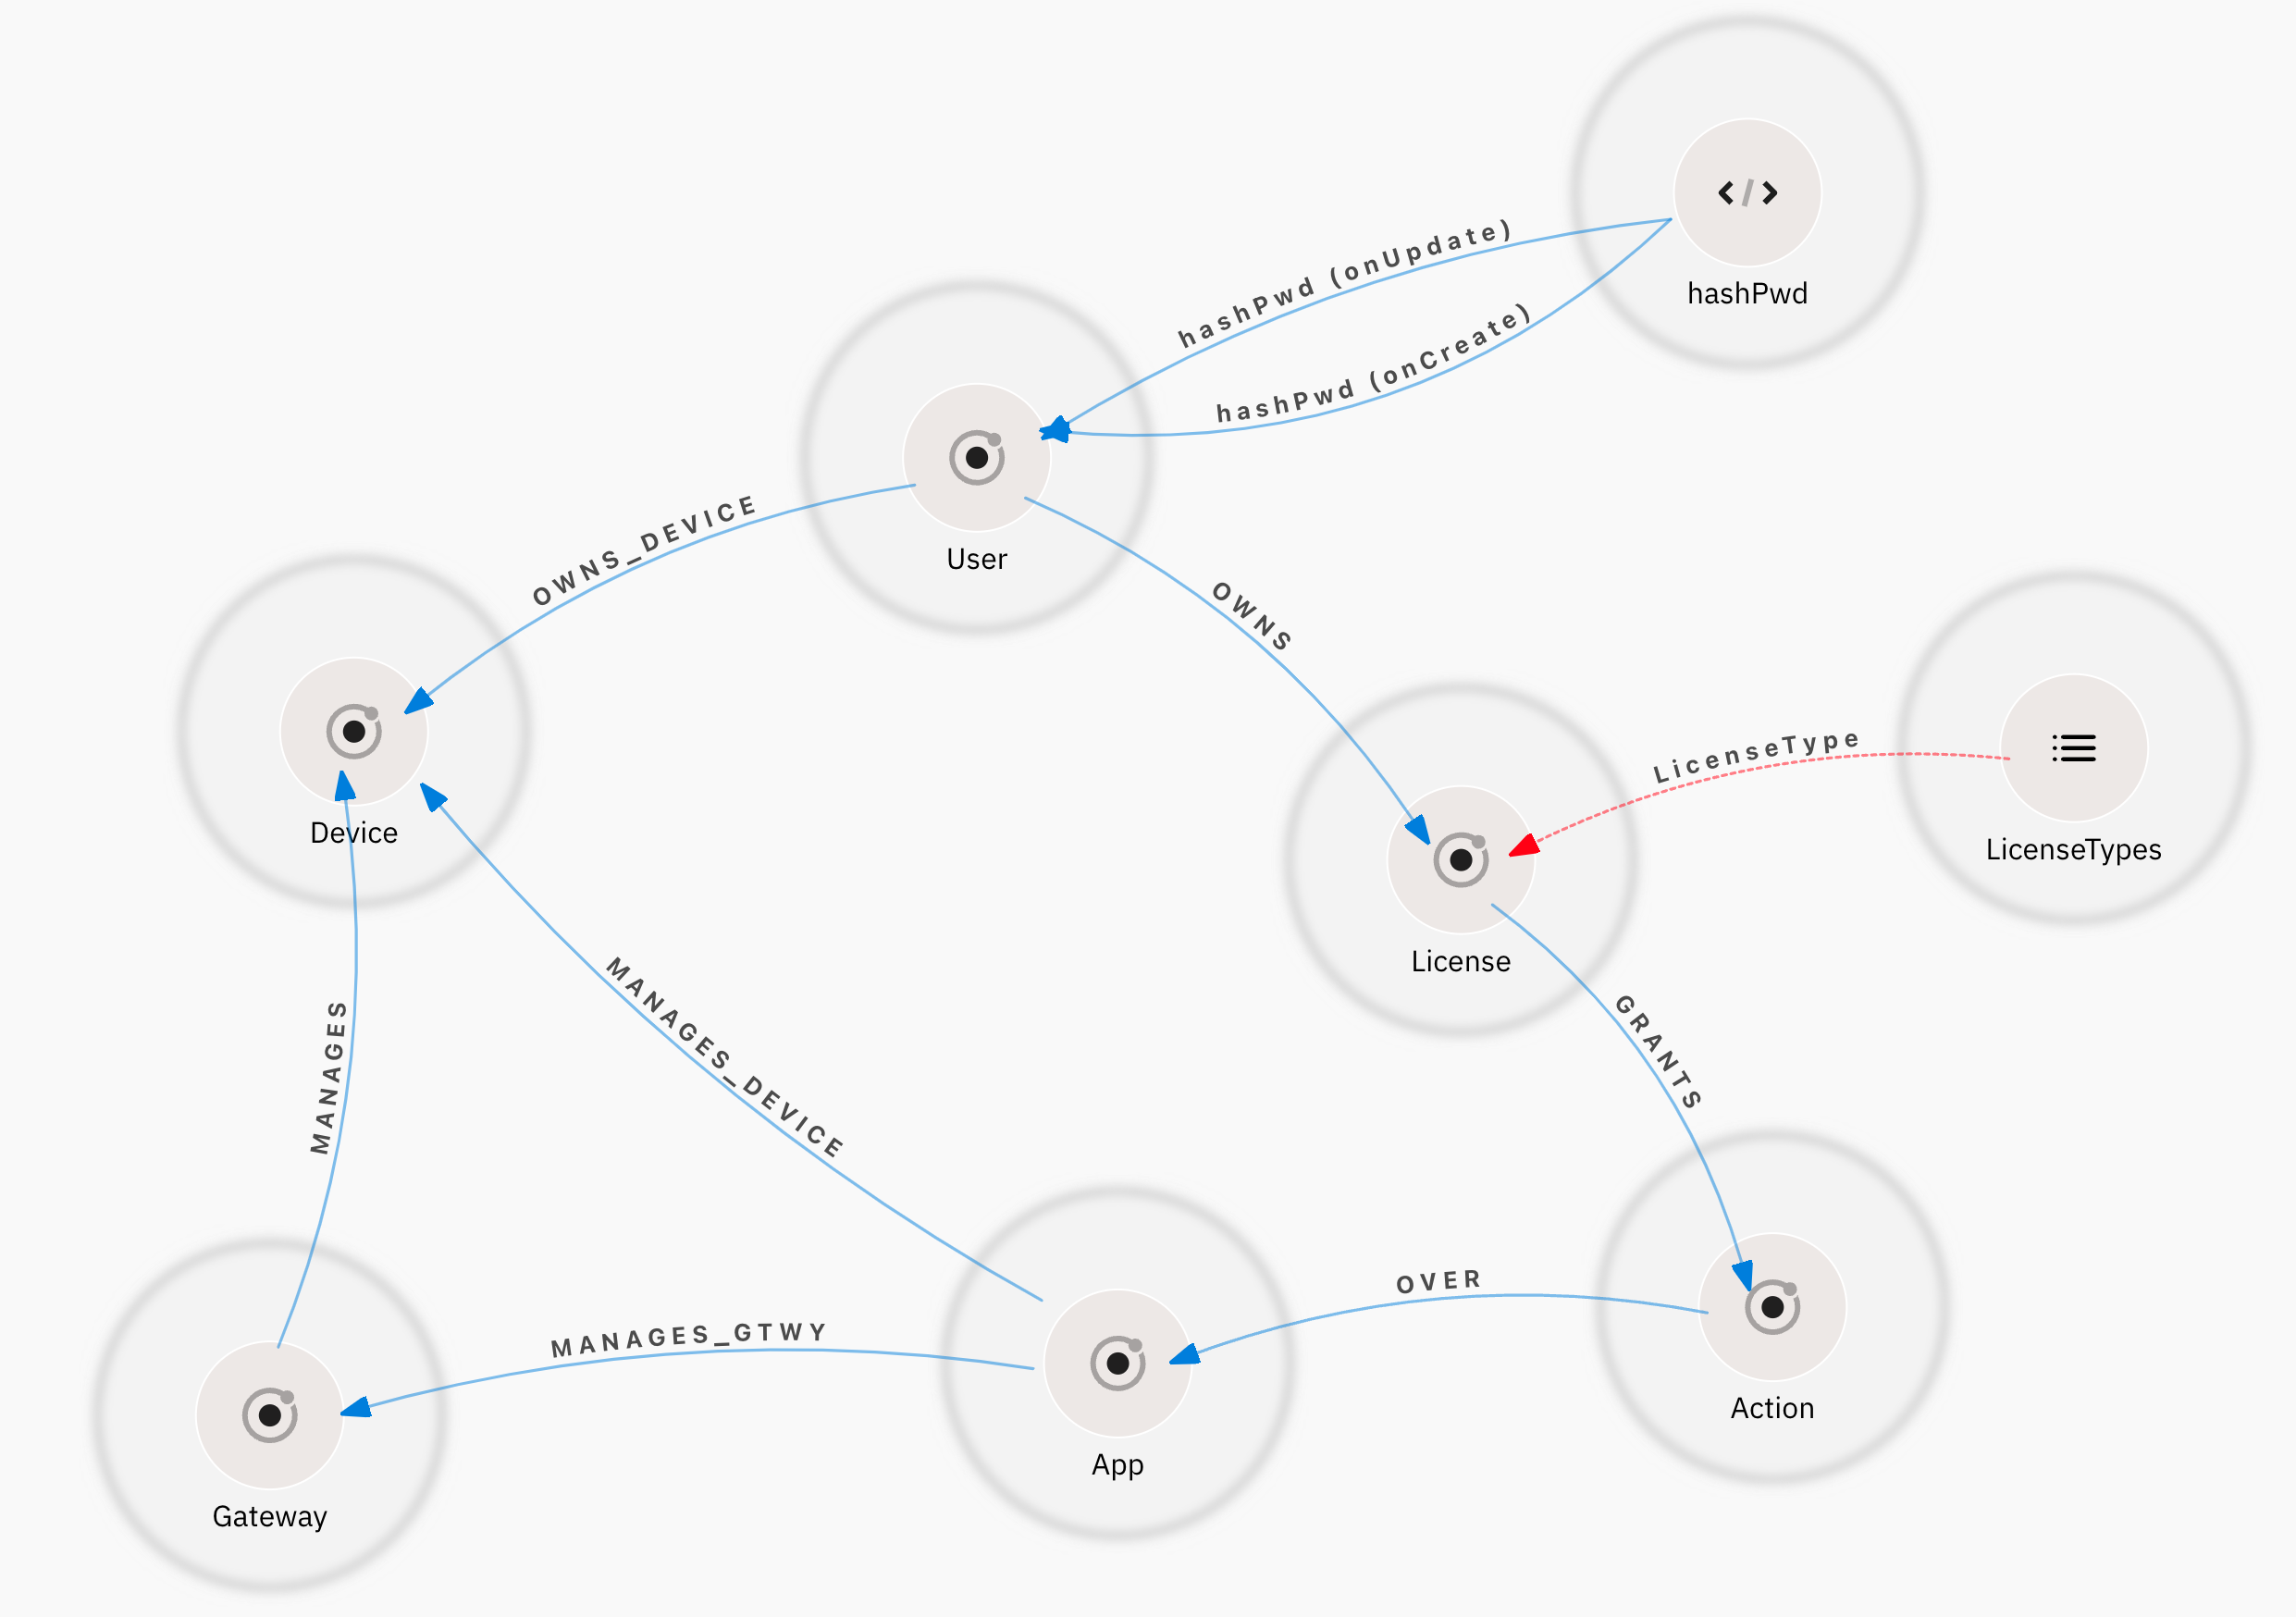 hashPwd
hashPwd (onUpdate)
hashPwd (onCreate)
User
OWNS_DEVICE
OWNS
Device
LicenseType
LicenseTypes
License
MANAGES
MANAGES_DEVICE
GRANTS
OVER
MANAGES_GTWY
Action
App
Gateway